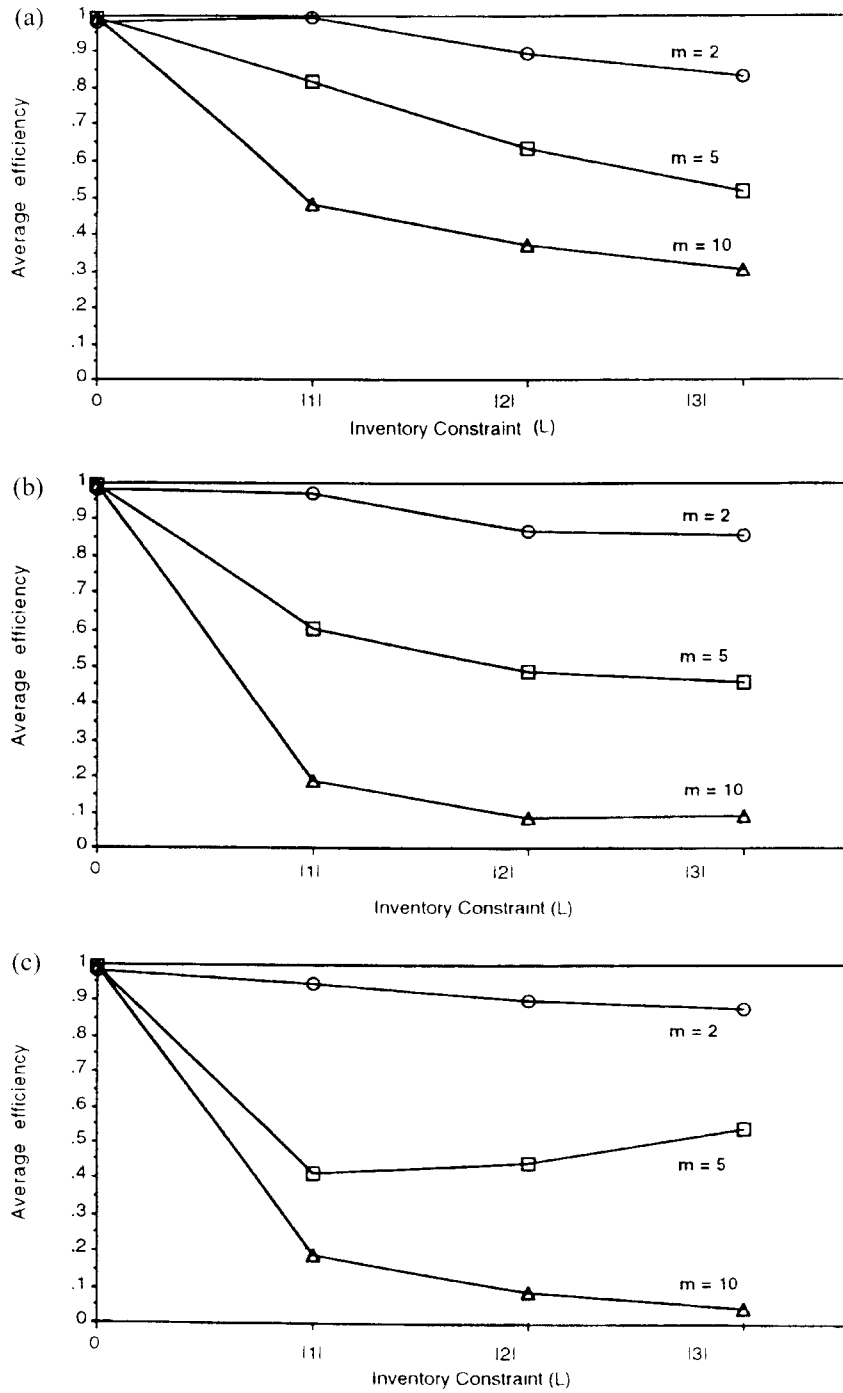 (a)
1
.9
.8
.7
.6
.5
.4
.3
.2
.1
0
Average efficiency
m = 2
m = 5
m = 10
0 |1| |2| |3|
Inventory Constraint (L)
(b)
1
.9
.8
.7
.6
.5
.4
.3
.2
.1
0
Average efficiency
m = 2
m = 5
m = 10
0 |1| |2| |3|
Inventory Constraint (L)
(c)
1
.9
.8
.7
.6
.5
.4
.3
.2
.1
0
Average efficiency
m = 2
m = 5
m = 10
0 |1| |2| |3|
Inventory Constraint (L)